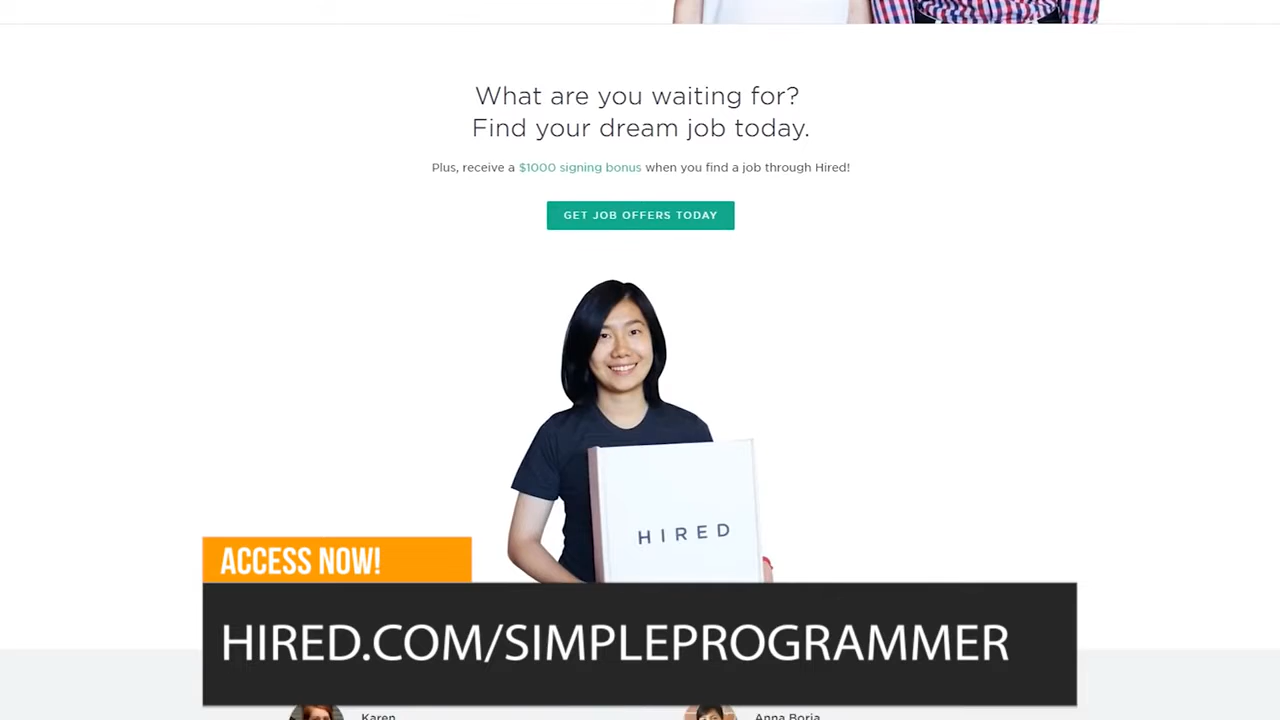 What are you waiting for?
Find your dream job today.
Plus, receive a $1000 signing bonus when you find a job through Hired!
GET JOB OFFERS TODAY
HIRED
ACCESS NOW!
HIRED.COM/SIMPLEPROGRAMMER
Karen
Anna Borja